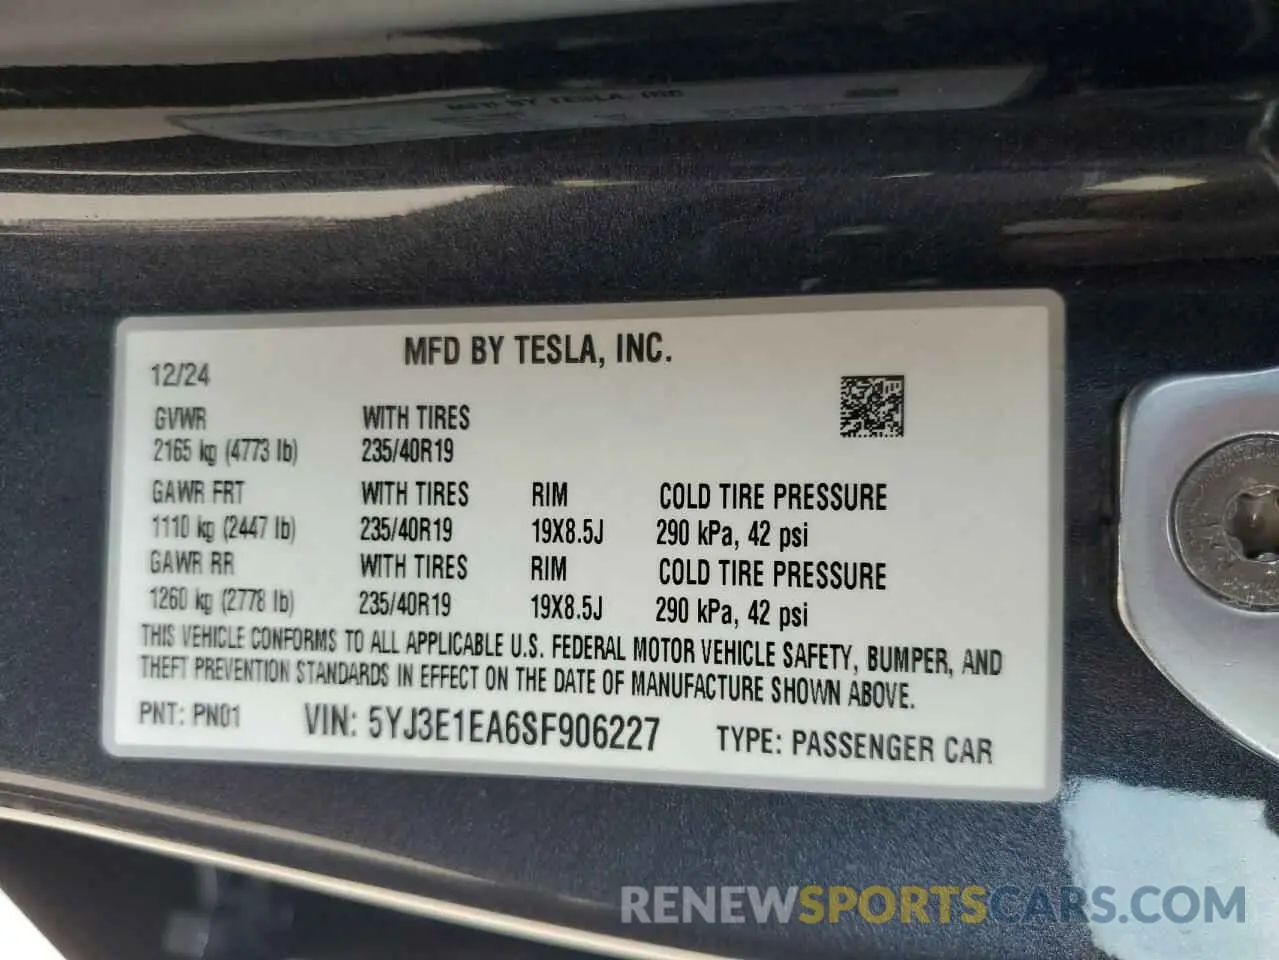 MFD BY TESLA, INC.
12/24
GVWR WITH TIRES
2165 kg (4773 lb) 235/40R19
GAWR FRT WITH TIRES RIM COLD TIRE PRESSURE
1110 kg (2447 lb) 235/40R19 19X8.5J 290 kPa, 42 psi
GAWR RR WITH TIRES RIM COLD TIRE PRESSURE
1260 kg (2778 lb) 235/40R19 19X8.5J 290 kPa, 42 psi
THIS VEHICLE CONFORMS TO ALL APPLICABLE U.S. FEDERAL MOTOR VEHICLE SAFETY, BUMPER, AND
THEFT PREVENTION STANDARDS IN EFFECT ON THE DATE OF MANUFACTURE SHOWN ABOVE.
PNT: PN01 VIN: 5YJ3E1EA6SF906227 TYPE: PASSENGER CAR
RENEWSPORTSCARS.COM